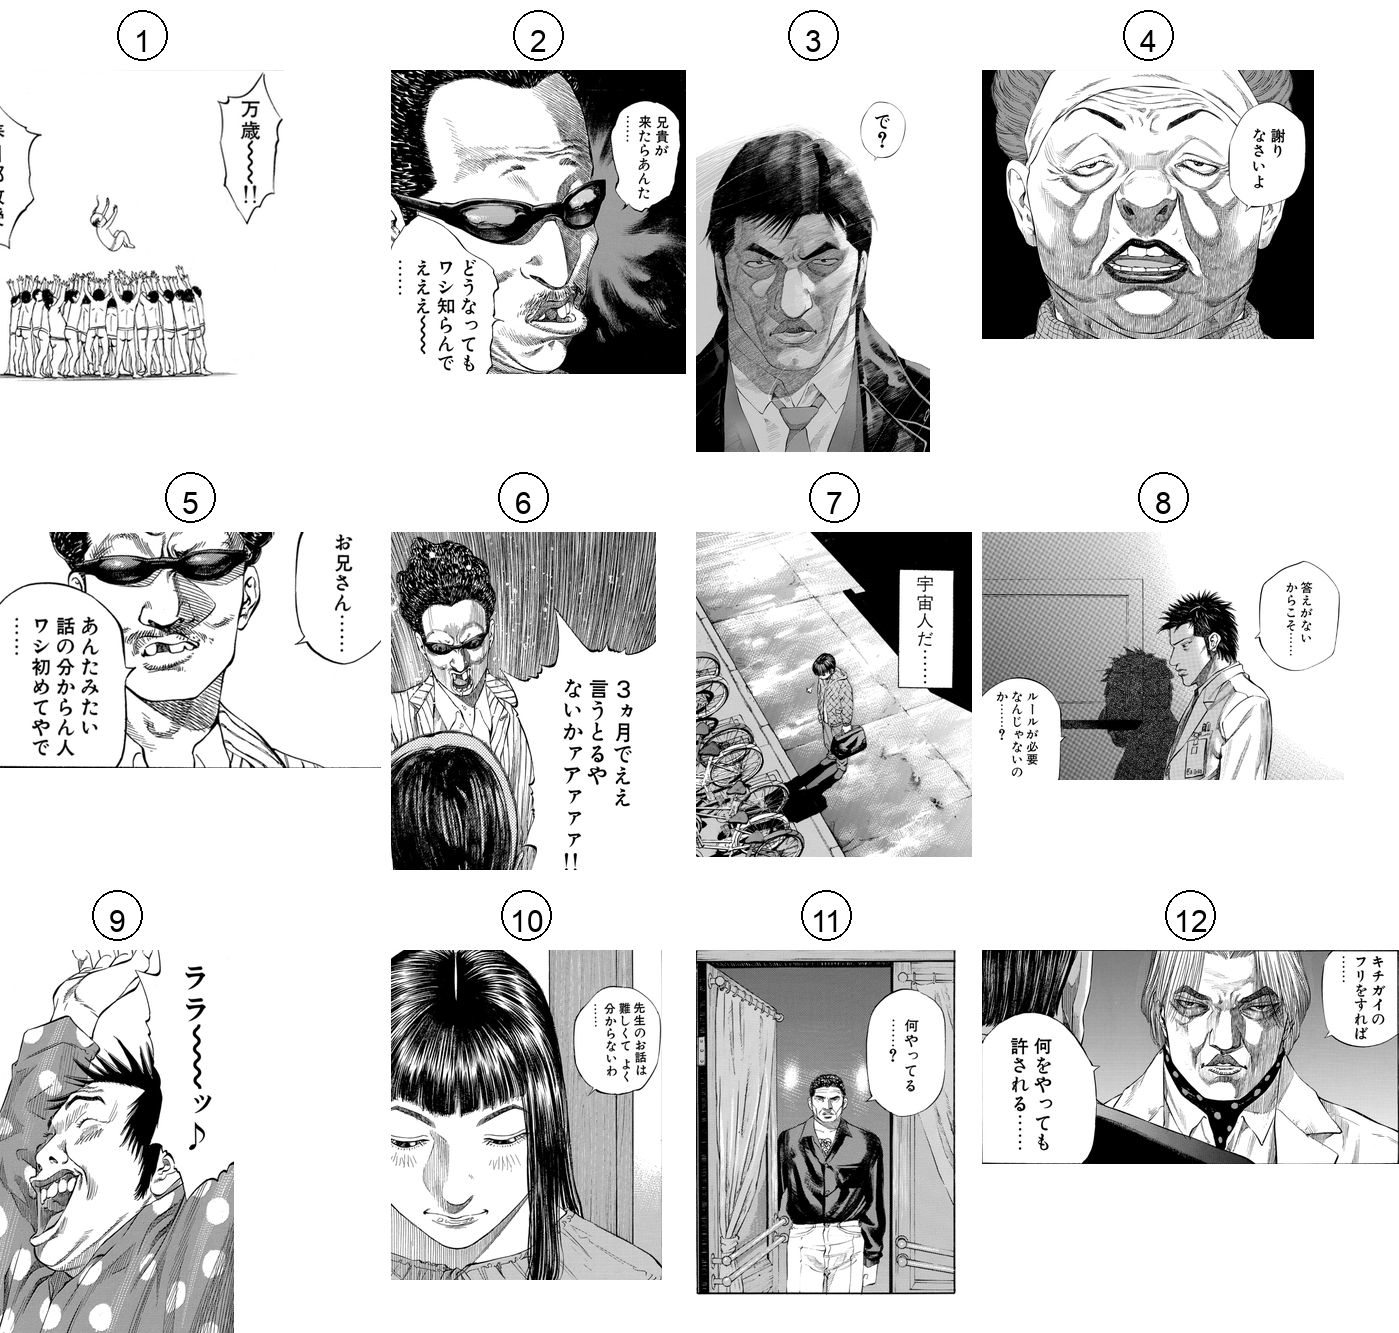 1
万歳〜〜〜!!
2
兄貴が
来たらあんた
……
どうなっても
ワシ知らんで
えええ〜〜〜
……
3
で?
4
謝り
なさいよ
5
お兄さん……
あんたみたい
話の分からん人
ワシ初めてやで
……
6
3ヵ月でええ
言うとるや
ないかァアァァァ!!
7
宇宙人だ……
8
答えがない
からこそ……
ルールが必要
なんじゃないの
か……?
9
ララ〜〜〜ッ♪
10
先生のお話は
難しくて よく
分からないわ
……
11
何やってる
……?
12
キチガイの
フリをすれば
……
何をやっても
許される……